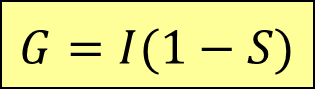 G = I(1 − S)